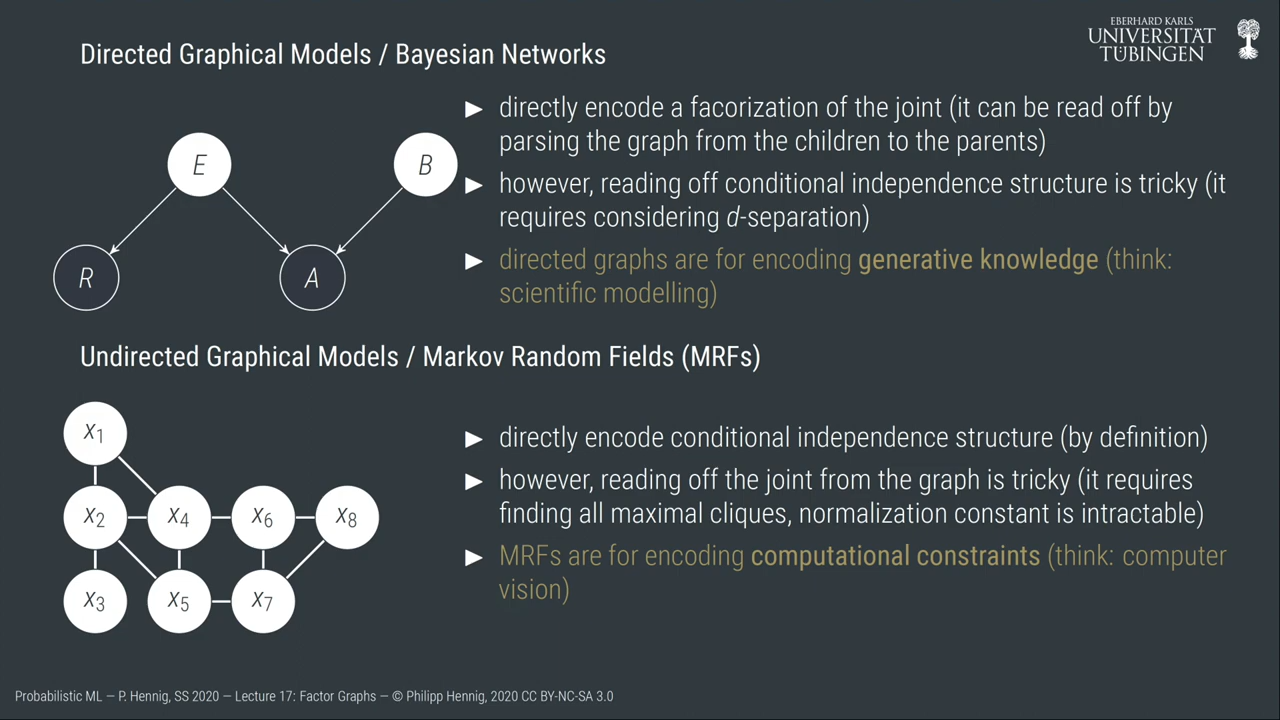 EBERHARD KARLS
UNIVERSITÄT
TÜBINGEN
Directed Graphical Models / Bayesian Networks
E
B
R
A
▶ directly encode a facorization of the joint (it can be read off by
parsing the graph from the children to the parents)
▶ however, reading off conditional independence structure is tricky (it
requires considering d-separation)
▶ directed graphs are for encoding generative knowledge (think:
scientific modelling)
Undirected Graphical Models / Markov Random Fields (MRFs)
x1
x2 x4 x6 x8
x3 x5 x7
▶ directly encode conditional independence structure (by definition)
▶ however, reading off the joint from the graph is tricky (it requires
finding all maximal cliques, normalization constant is intractable)
▶ MRFs are for encoding computational constraints (think: computer
vision)
Probabilistic ML — P. Hennig, SS 2020 — Lecture 17: Factor Graphs — © Philipp Hennig, 2020 CC BY-NC-SA 3.0